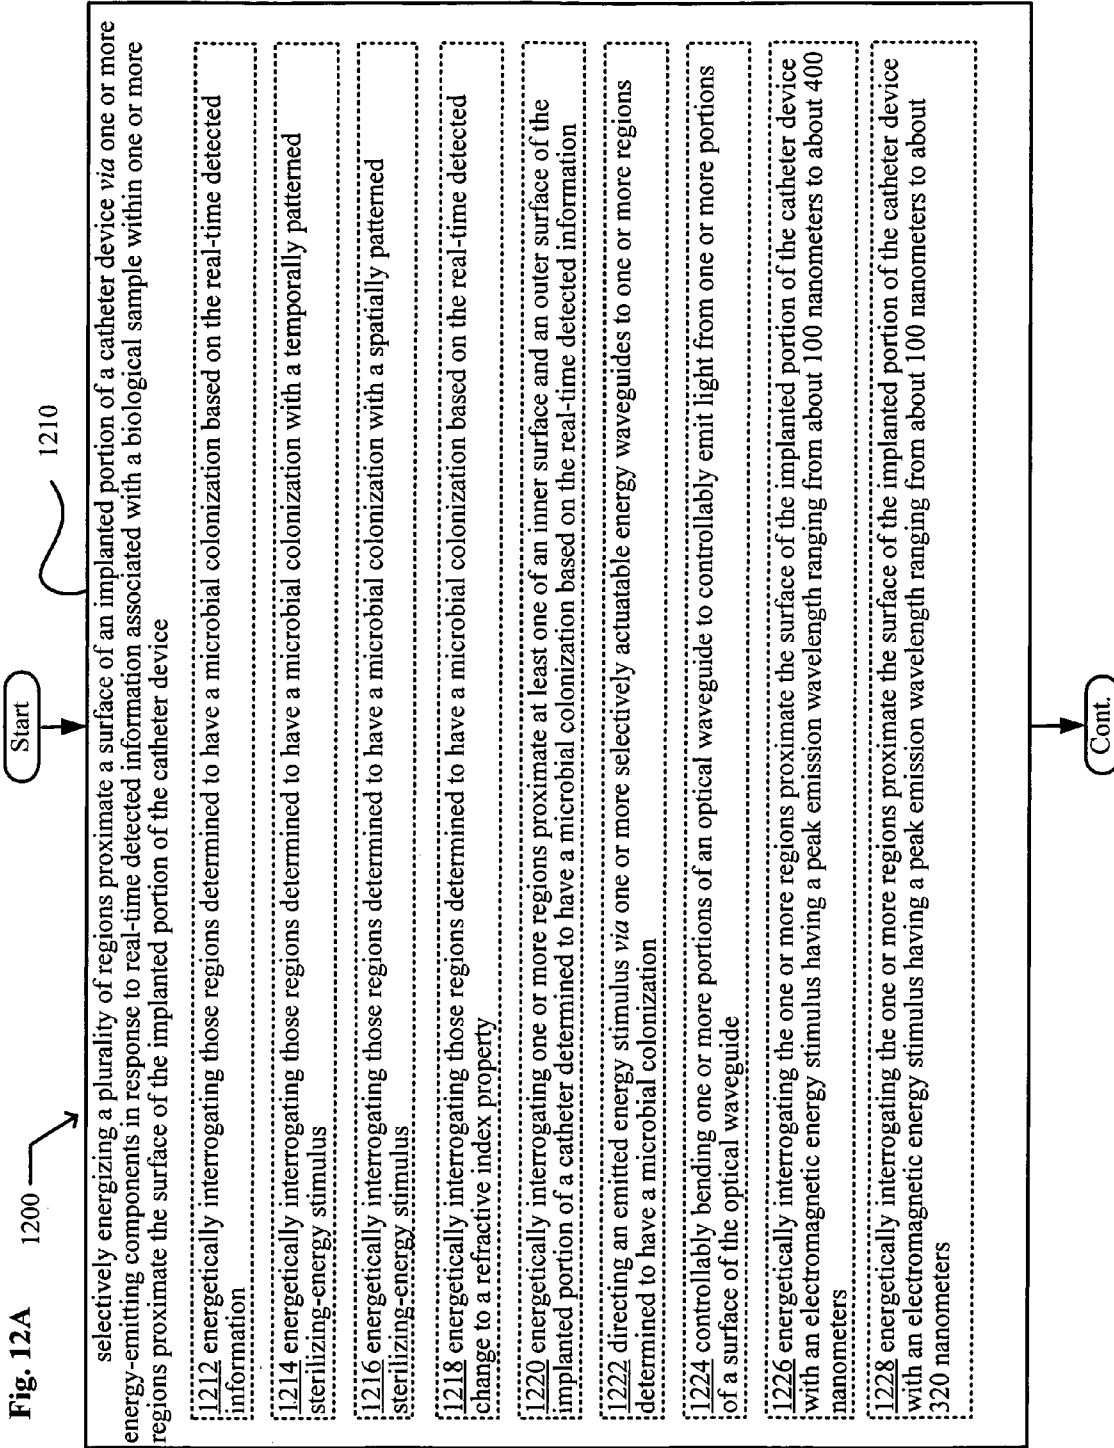 Fig. 12A
1200
Start
1210
selectively energizing a plurality of regions proximate a surface of an implanted portion of a catheter device via one or more
energy-emitting components in response to real-time detected information associated with a biological sample within one or more
regions proximate the surface of the implanted portion of the catheter device
1212 energetically interrogating those regions determined to have a microbial colonization based on the real-time detected
information
1214 energetically interrogating those regions determined to have a microbial colonization with a temporally patterned
sterilizing-energy stimulus
1216 energetically interrogating those regions determined to have a microbial colonization with a spatially patterned
sterilizing-energy stimulus
1218 energetically interrogating those regions determined to have a microbial colonization based on the real-time detected
change to a refractive index property
1220 energetically interrogating one or more regions proximate at least one of an inner surface and an outer surface of the
implanted portion of a catheter determined to have a microbial colonization based on the real-time detected information
1222 directing an emitted energy stimulus via one or more selectively actuatable energy waveguides to one or more regions
determined to have a microbial colonization
1224 controllably bending one or more portions of an optical waveguide to controllably emit light from one or more portions
of a surface of the optical waveguide
1226 energetically interrogating the one or more regions proximate the surface of the implanted portion of the catheter device
with an electromagnetic energy stimulus having a peak emission wavelength ranging from about 100 nanometers to about 400
nanometers
1228 energetically interrogating the one or more regions proximate the surface of the implanted portion of the catheter device
with an electromagnetic energy stimulus having a peak emission wavelength ranging from about 100 nanometers to about
320 nanometers
Cont.